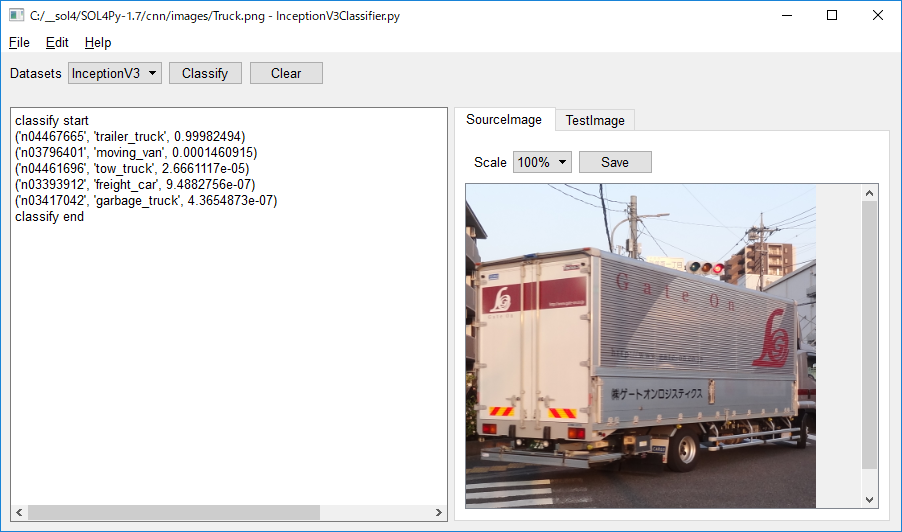 C:/__sol4/SOL4Py-1.7/cnn/images/Truck.png - InceptionV3Classifier.py
File Edit Help
Datasets InceptionV3 Classify Clear
classify start
('n04467665', 'trailer_truck', 0.99982494)
('n03796401', 'moving_van', 0.0001460915)
('n04461696', 'tow_truck', 2.6661117e-05)
('n03393912', 'freight_car', 9.4882756e-07)
('n03417042', 'garbage_truck', 4.3654873e-07)
classify end
SourceImage TestImage
Scale 100% Save
Gate On
Gate On
㈱ゲートオンロジスティクス